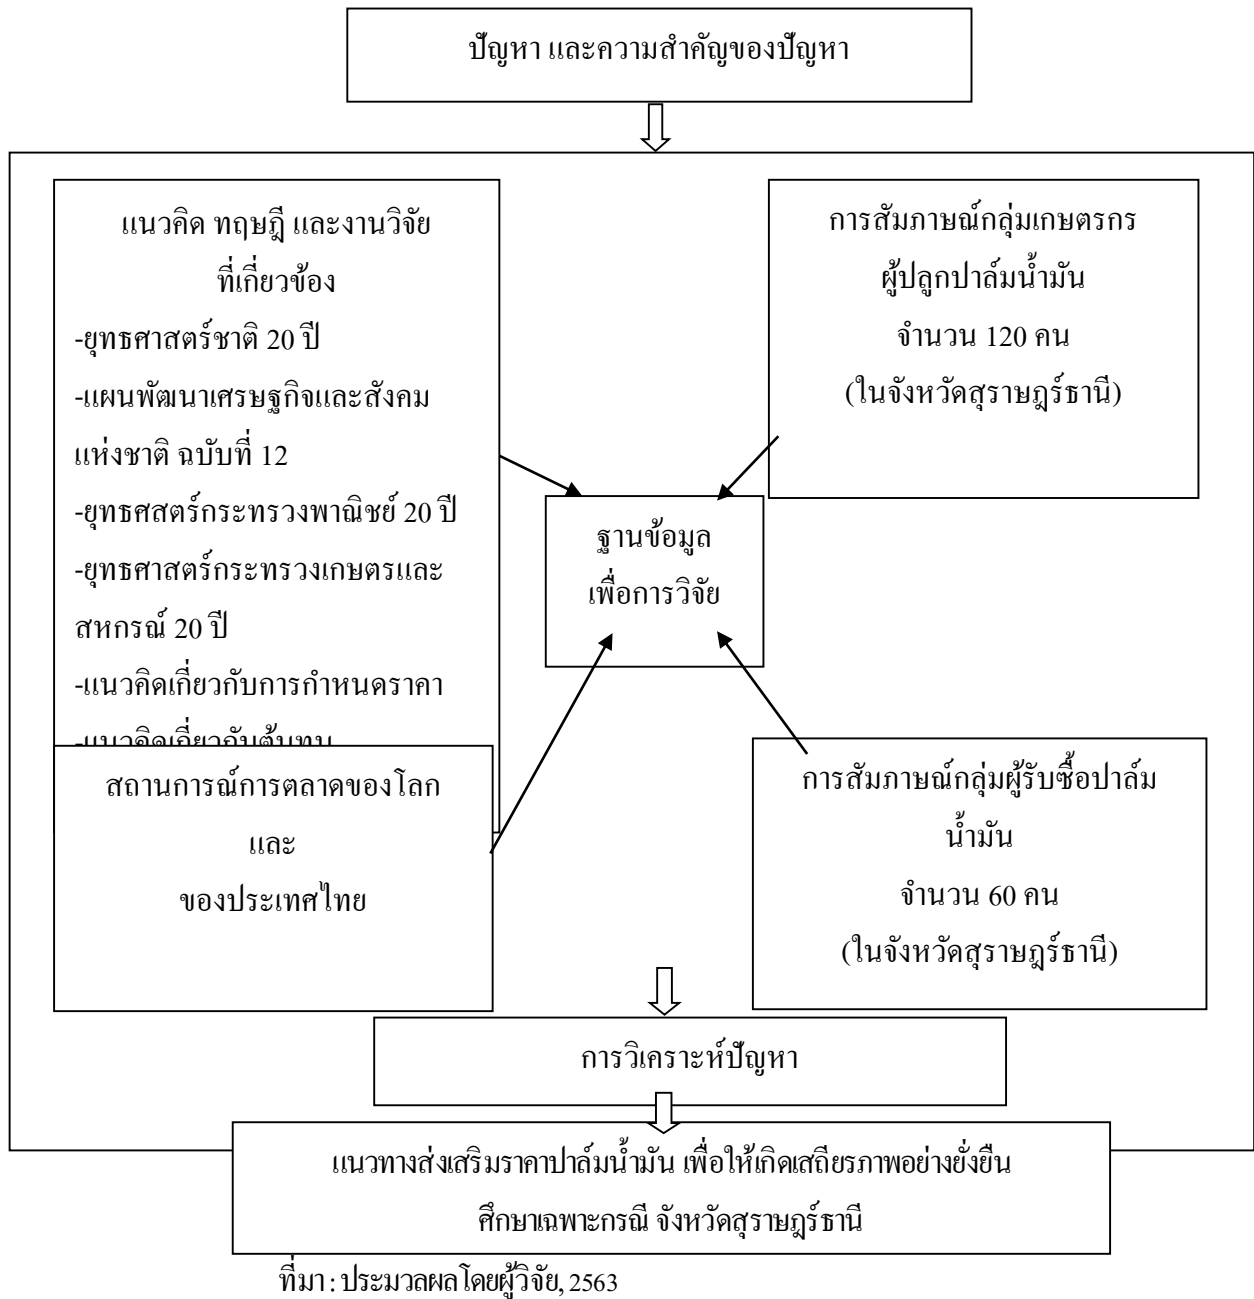 ปัญหา และความสำคัญของปัญหา
แนวคิด ทฤษฎี และงานวิจัย
ที่เกี่ยวข้อง
-ยุทธศาสตร์ชาติ 20 ปี
-แผนพัฒนาเศรษฐกิจและสังคม
แห่งชาติ ฉบับที่ 12
-ยุทธศสตร์กระทรวงพาณิชย์ 20 ปี
-ยุทธศาสตร์กระทรวงเกษตรและ
สหกรณ์ 20 ปี
-แนวคิดเกี่ยวกับการกำหนดราคา
-แนวคิดเกี่ยวกับต้นทุน
การสัมภาษณ์กลุ่มเกษตรกร
ผู้ปลูกปาล์มน้ำมัน
จำนวน 120 คน
(ในจังหวัดสุราษฎร์ธานี)
ฐานข้อมูล
เพื่อการวิจัย
สถานการณ์การตลาดของโลก
และ
ของประเทศไทย
การสัมภาษณ์กลุ่มผู้รับซื้อปาล์ม
น้ำมัน
จำนวน 60 คน
(ในจังหวัดสุราษฎร์ธานี)
การวิเคราะห์ปัญหา
แนวทางส่งเสริมราคาปาล์มน้ำมัน เพื่อให้เกิดเสถียรภาพอย่างยั่งยืน
ศึกษาเฉพาะกรณี จังหวัดสุราษฎร์ธานี
ที่มา : ประมวลผลโดยผู้วิจัย, 2563